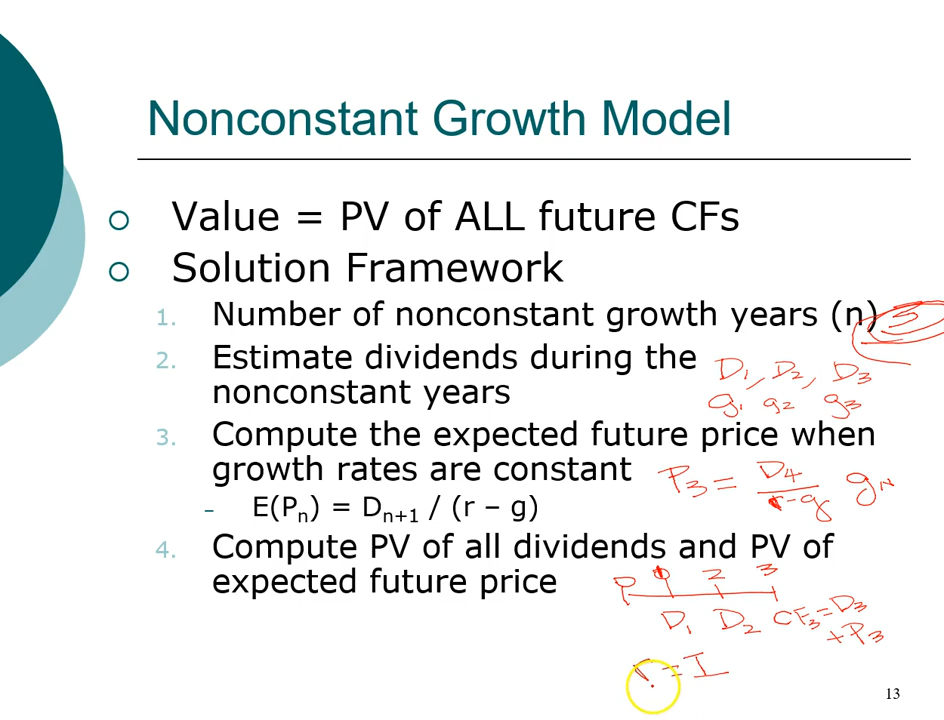 Nonconstant Growth Model
Value = PV of ALL future CFs
Solution Framework
1. Number of nonconstant growth years (n) 3
2. Estimate dividends during the
nonconstant years
D₁, D₂, D₃
g₁ g₂ g₃
3. Compute the expected future price when
growth rates are constant
P₃ = D₄ / r-g
– E(Pₙ) = Dₙ₊₁ / (r – g)
4. Compute PV of all dividends and PV of
expected future price
2 3
D₁ D₂ CF₃=D₃
+P₃
r = I
13